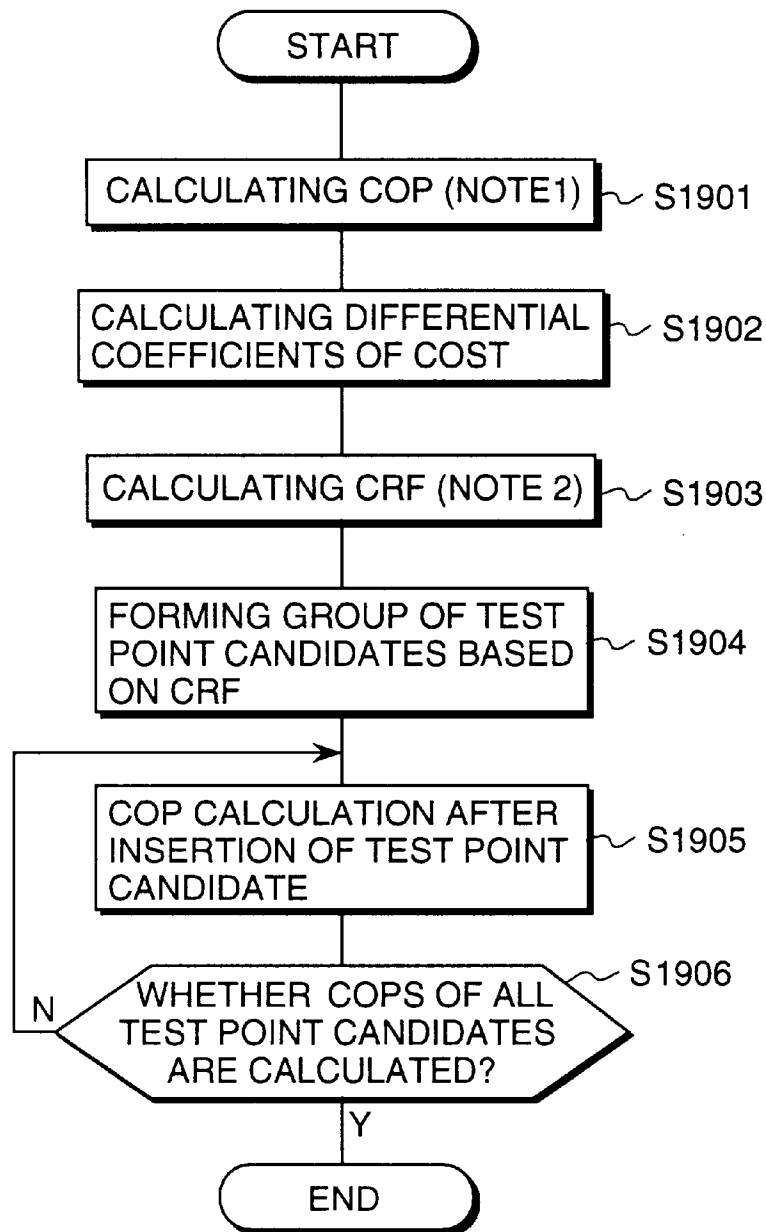 START
CALCULATING COP (NOTE1)
S1901
CALCULATING DIFFERENTIAL
COEFFICIENTS OF COST
S1902
CALCULATING CRF (NOTE 2)
S1903
FORMING GROUP OF TEST
POINT CANDIDATES BASED
ON CRF
S1904
COP CALCULATION AFTER
INSERTION OF TEST POINT
CANDIDATE
S1905
WHETHER COPS OF ALL
TEST POINT CANDIDATES
ARE CALCULATED?
S1906
N
Y
END